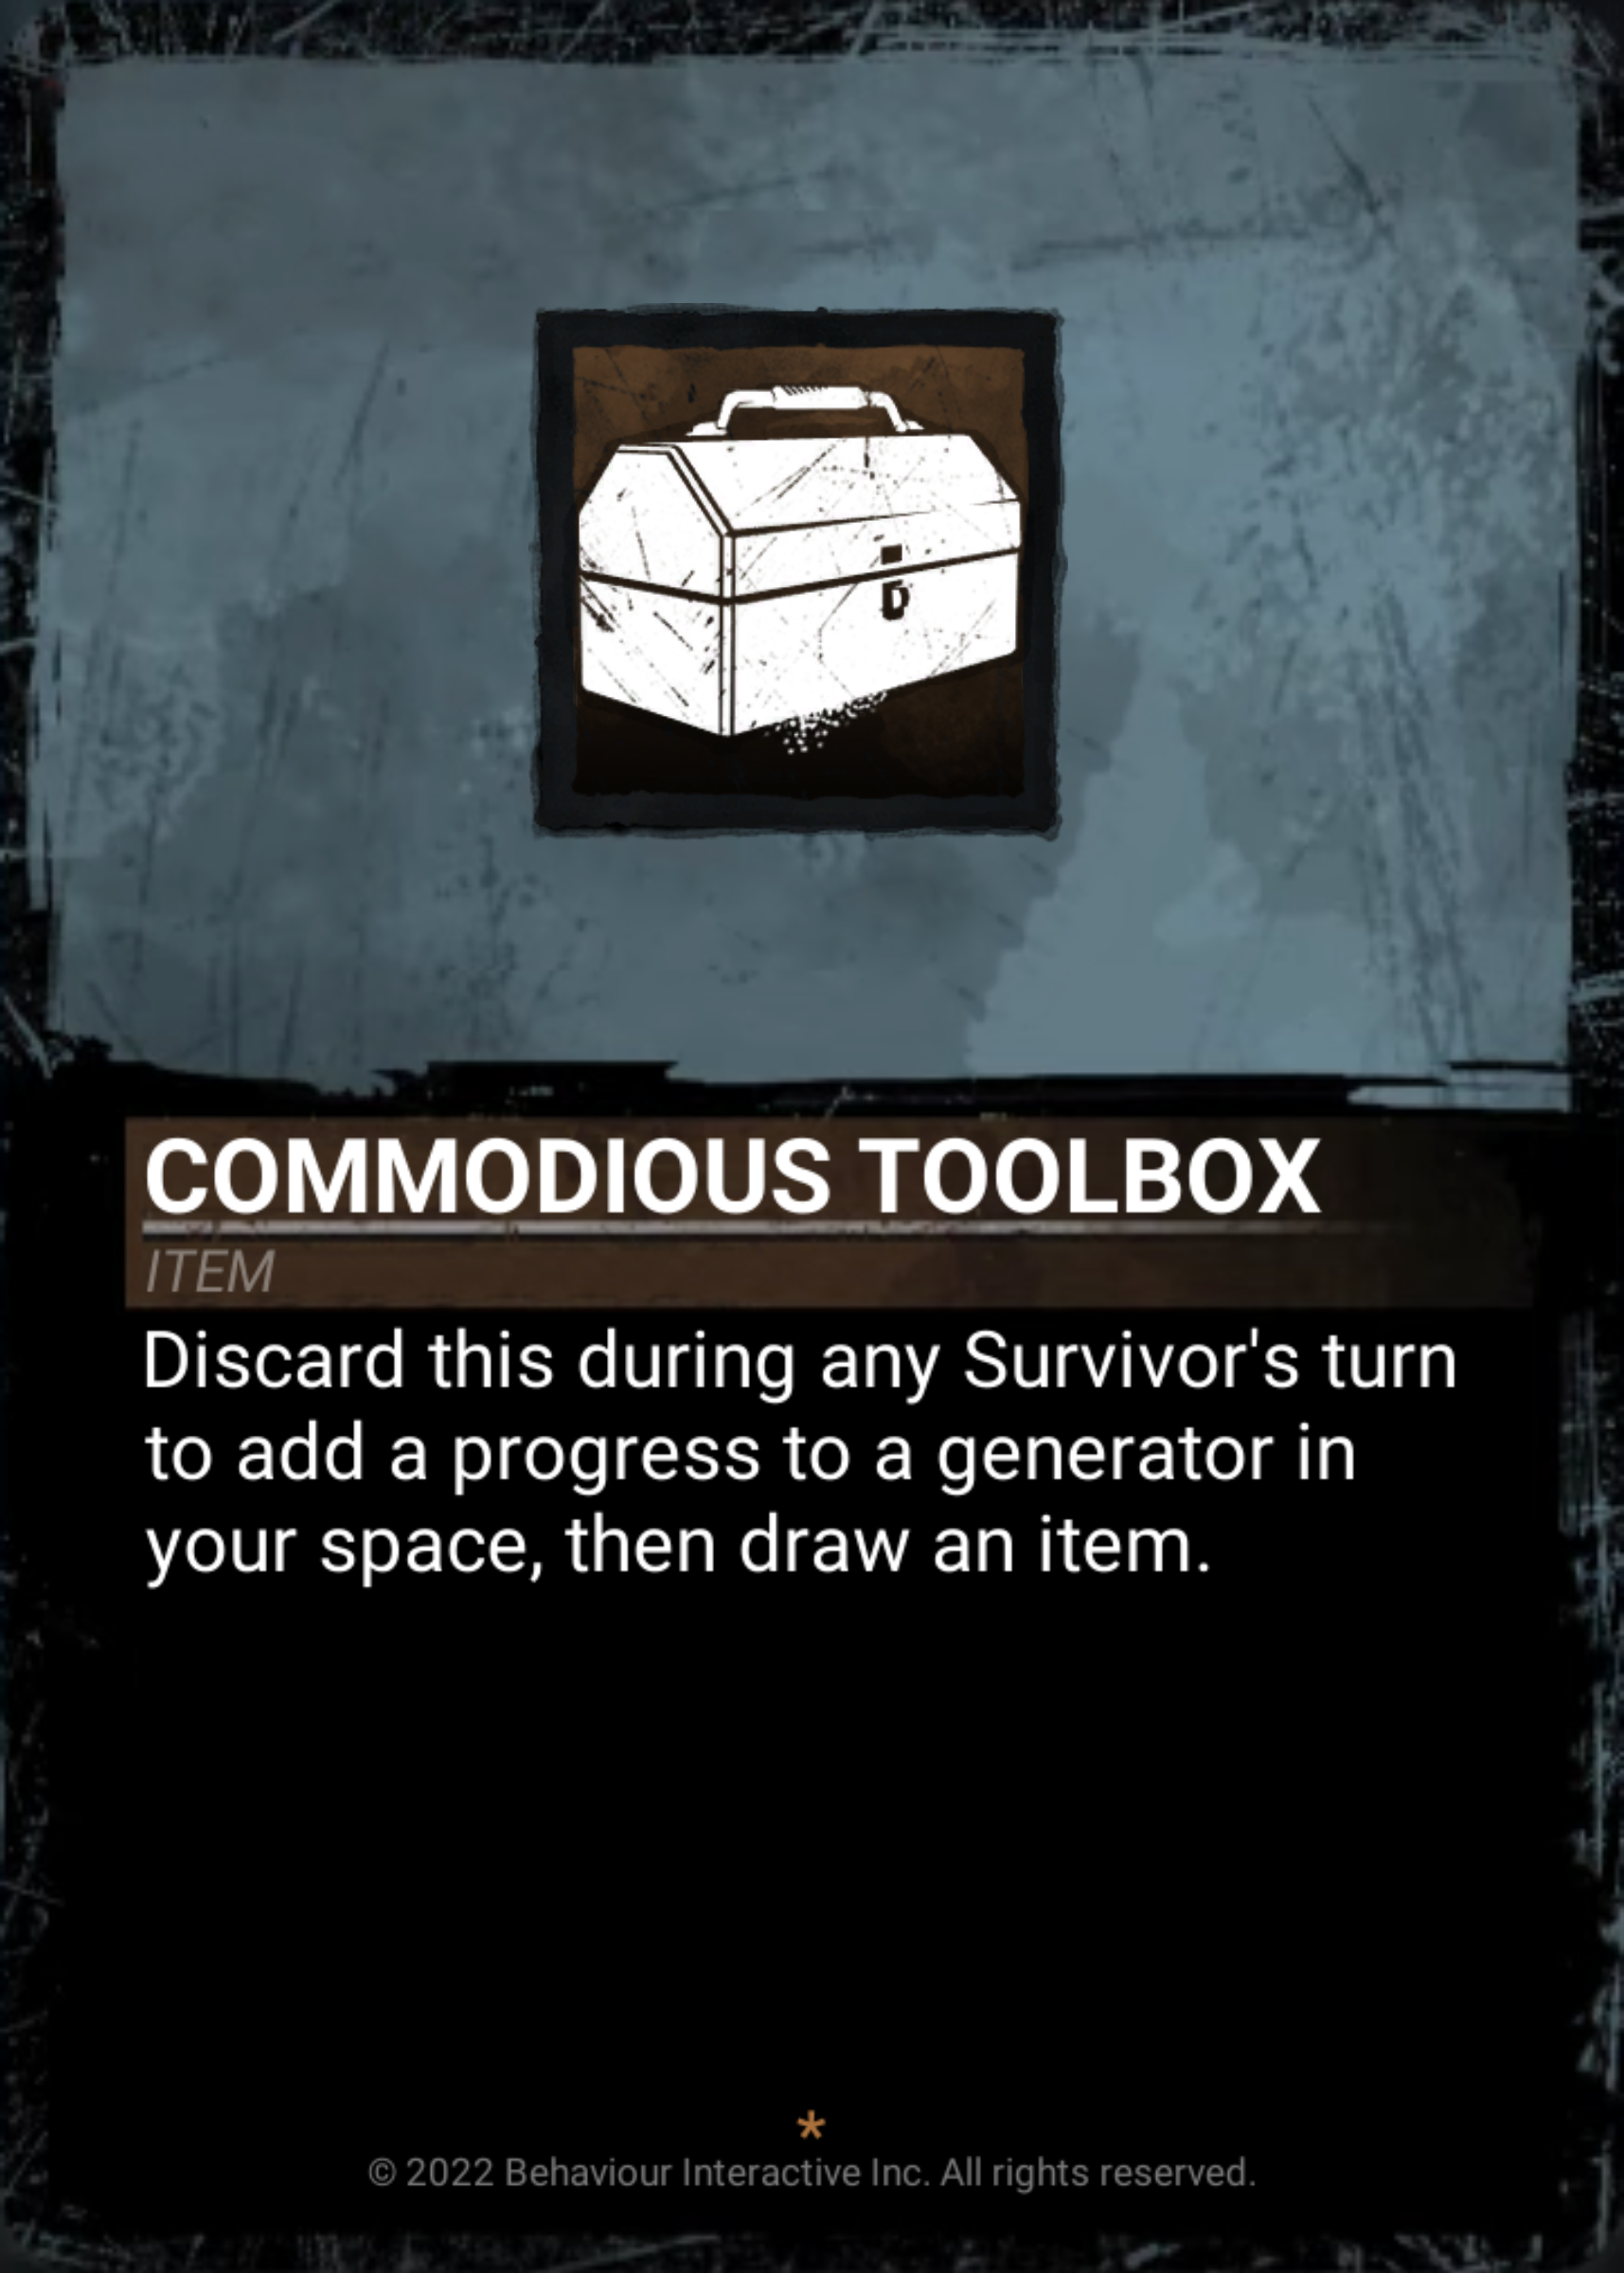 COMMODIOUS TOOLBOX
ITEM
Discard this during any Survivor's turn
to add a progress to a generator in
your space, then draw an item.
*
© 2022 Behaviour Interactive Inc. All rights reserved.